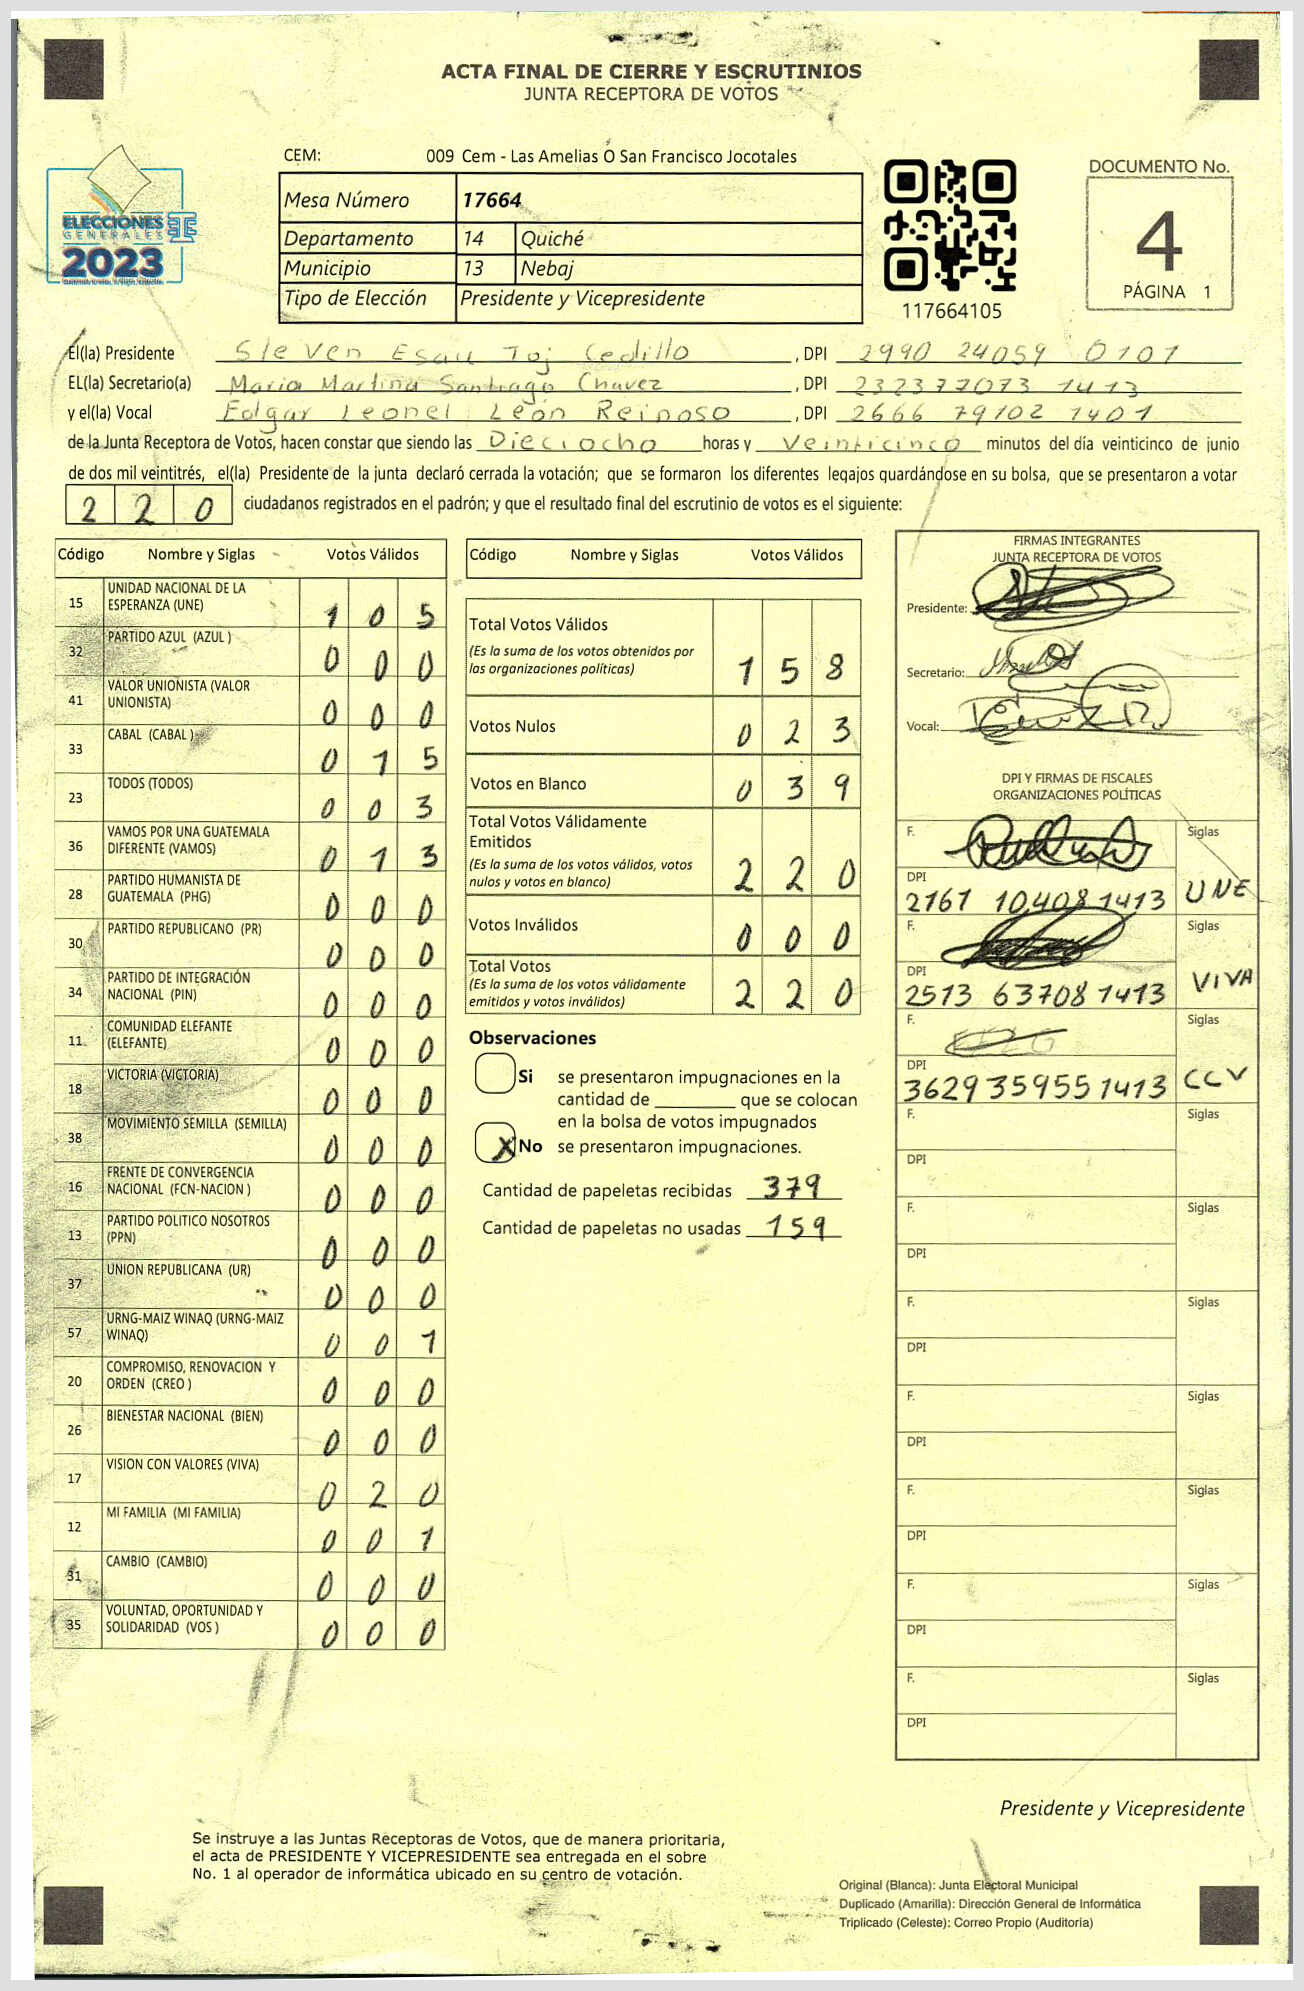 ACTA FINAL DE CIERRE Y ESCRUTINIOS
JUNTA RECEPTORA DE VOTOS
CEM: 009 Cem - Las Amelias O San Francisco Jocotales
ELECCIONES
GENERALES
2023
Mesa Número 17664
Departamento 14 Quiché
Municipio 13 Nebaj
Tipo de Elección Presidente y Vicepresidente
117664105
DOCUMENTO No.
4
PÁGINA 1
El(la) Presidente Steven Esau Toj Cedillo, DPI 2990 24059 0101
EL(la) Secretario(a) Maria Martina Santiago Chavez, DPI 232377073 1413
y el(la) Vocal Edgar Leonel León Reinoso, DPI 2666 79102 1401
de la Junta Receptora de Votos, hacen constar que siendo las Dieciocho horas y Veinticinco minutos del día veinticinco de junio
de dos mil veintitrés, el(la) Presidente de la junta declaró cerrada la votación; que se formaron los diferentes legajos quardándose en su bolsa, que se presentaron a votar
2 2 0 ciudadanos registrados en el padrón; y que el resultado final del escrutinio de votos es el siguiente:
Código Nombre y Siglas Votos Válidos
15 UNIDAD NACIONAL DE LA
ESPERANZA (UNE) 1 0 5
32 PARTIDO AZUL (AZUL ) 0 0 0
41 VALOR UNIONISTA (VALOR
UNIONISTA) 0 0 0
33 CABAL (CABAL ) 0 1 5
23 TODOS (TODOS) 0 0 3
36 VAMOS POR UNA GUATEMALA
DIFERENTE (VAMOS) 0 1 3
28 PARTIDO HUMANISTA DE
GUATEMALA (PHG) 0 0 0
30 PARTIDO REPUBLICANO (PR) 0 0 0
34 PARTIDO DE INTEGRACIÓN
NACIONAL (PIN) 0 0 0
11 COMUNIDAD ELEFANTE
(ELEFANTE) 0 0 0
18 VICTORIA (VICTORIA) 0 0 0
38 MOVIMIENTO SEMILLA (SEMILLA) 0 0 0
16 FRENTE DE CONVERGENCIA
NACIONAL (FCN-NACION ) 0 0 0
13 PARTIDO POLITICO NOSOTROS
(PPN) 0 0 0
37 UNION REPUBLICANA (UR) 0 0 0
57 URNG-MAIZ WINAQ (URNG-MAIZ
WINAQ) 0 0 1
20 COMPROMISO, RENOVACION Y
ORDEN (CREO ) 0 0 0
26 BIENESTAR NACIONAL (BIEN) 0 0 0
17 VISION CON VALORES (VIVA) 0 2 0
12 MI FAMILIA (MI FAMILIA) 0 0 1
31 CAMBIO (CAMBIO) 0 0 0
35 VOLUNTAD, OPORTUNIDAD Y
SOLIDARIDAD (VOS ) 0 0 0
Código Nombre y Siglas Votos Válidos
Total Votos Válidos
(Es la suma de los votos obtenidos por
las organizaciones políticas) 1 5 8
Votos Nulos 0 2 3
Votos en Blanco 0 3 9
Total Votos Válidamente
Emitidos
(Es la suma de los votos válidos, votos
nulos y votos en blanco) 2 2 0
Votos Inválidos 0 0 0
Total Votos
(Es la suma de los votos válidamente
emitidos y votos inválidos) 2 2 0
Observaciones
Si se presentaron impugnaciones en la
cantidad de ________ que se colocan
en la bolsa de votos impugnados
X No se presentaron impugnaciones.
Cantidad de papeletas recibidas 379
Cantidad de papeletas no usadas 159
FIRMAS INTEGRANTES
JUNTA RECEPTORA DE VOTOS
Presidente:
Secretario:
Vocal:
DPI Y FIRMAS DE FISCALES
ORGANIZACIONES POLÍTICAS
F. Siglas
DPI
2161 10408 1413 UNE
F. Siglas
DPI
2513 63708 1413 VIVA
F. Siglas
DPI
3629359551413 CCV
F. Siglas
DPI
F. Siglas
DPI
F. Siglas
DPI
F. Siglas
DPI
F. Siglas
DPI
F. Siglas
DPI
F. Siglas
DPI
Presidente y Vicepresidente
Se instruye a las Juntas Receptoras de Votos, que de manera prioritaria,
el acta de PRESIDENTE Y VICEPRESIDENTE sea entregada en el sobre
No. 1 al operador de informática ubicado en su centro de votación.
Original (Blanca): Junta Electoral Municipal
Duplicado (Amarilla): Dirección General de Informática
Triplicado (Celeste): Correo Propio (Auditoría)